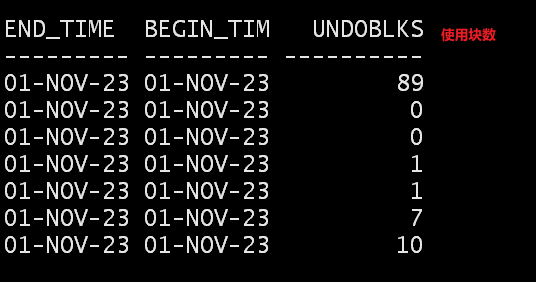 END_TIME  BEGIN_TIM   UNDOBLKS 使用块数
--------- --------- ----------
01-NOV-23 01-NOV-23         89
01-NOV-23 01-NOV-23          0
01-NOV-23 01-NOV-23          0
01-NOV-23 01-NOV-23          1
01-NOV-23 01-NOV-23          1
01-NOV-23 01-NOV-23          7
01-NOV-23 01-NOV-23         10